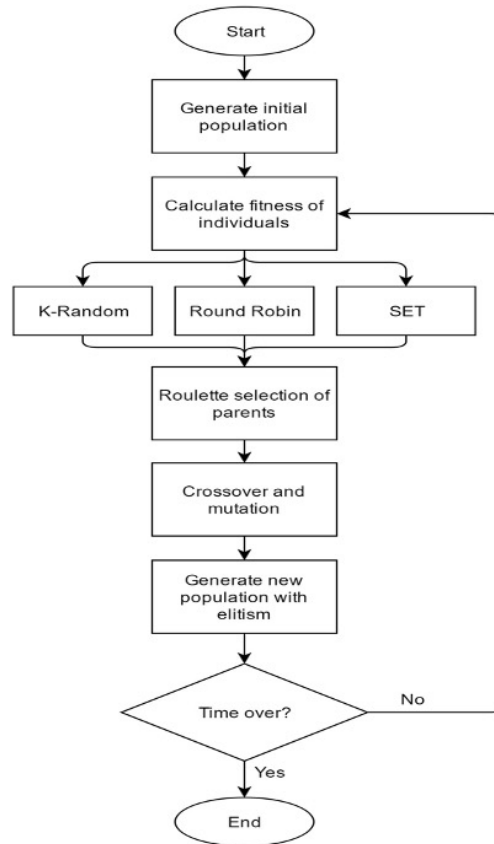 Start
Generate initial
population
Calculate fitness of
individuals
K-Random
Round Robin
SET
Roulette selection of
parents
Crossover and
mutation
Generate new
population with
elitism
Time over?
No
Yes
End